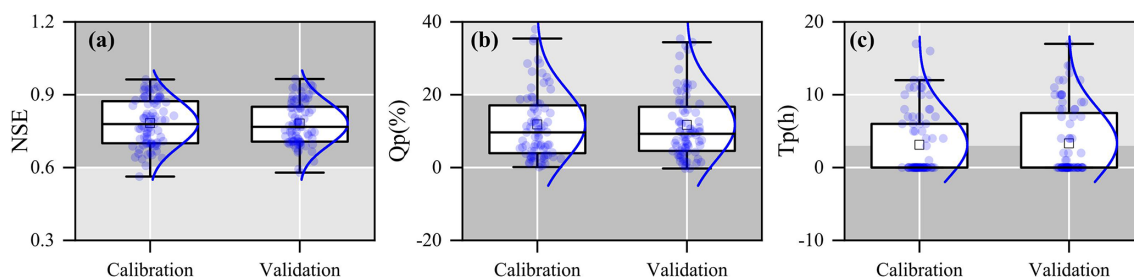 (a)
NSE
1.2
0.9
0.6
0.3
Calibration
Validation
(b)
Qp(%)
40
20
0
-20
Calibration
Validation
(c)
Tp(h)
20
10
0
-10
Calibration
Validation